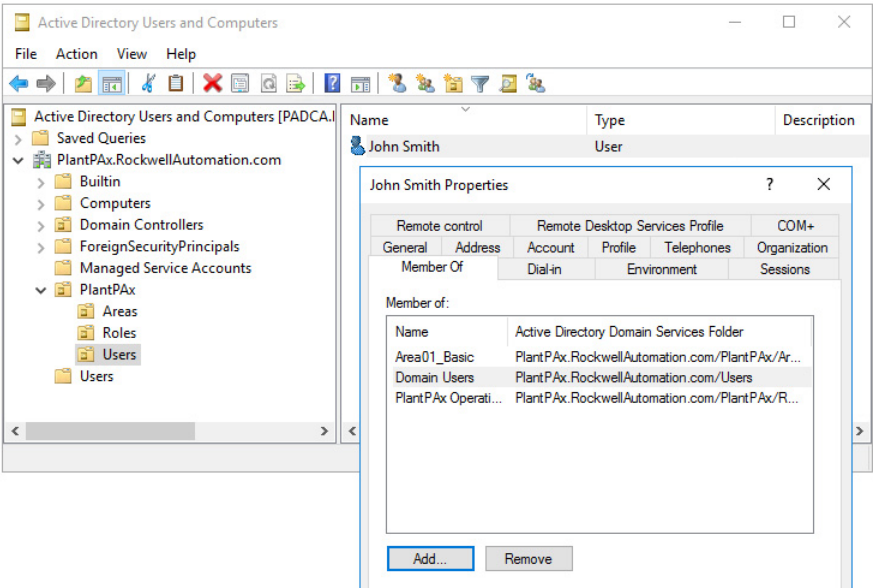 Active Directory Users and Computers
File Action View Help
Active Directory Users and Computers [PADCA.
Saved Queries
PlantPAx.RockwellAutomation.com
Builtin
Computers
Domain Controllers
ForeignSecurityPrincipals
Managed Service Accounts
PlantPAx
Areas
Roles
Users
Users
Name Type Description
John Smith User
John Smith Properties
Remote control Remote Desktop Services Profile COM+
General Address Account Profile Telephones Organization
Member Of Dial-in Environment Sessions
Member of:
Name Active Directory Domain Services Folder
Area01_Basic PlantPAx.RockwellAutomation.com/PlantPAx/Ar...
Domain Users PlantPAx.RockwellAutomation.com/Users
PlantPAx Operati... PlantPAx.RockwellAutomation.com/PlantPAx/R...
Add... Remove